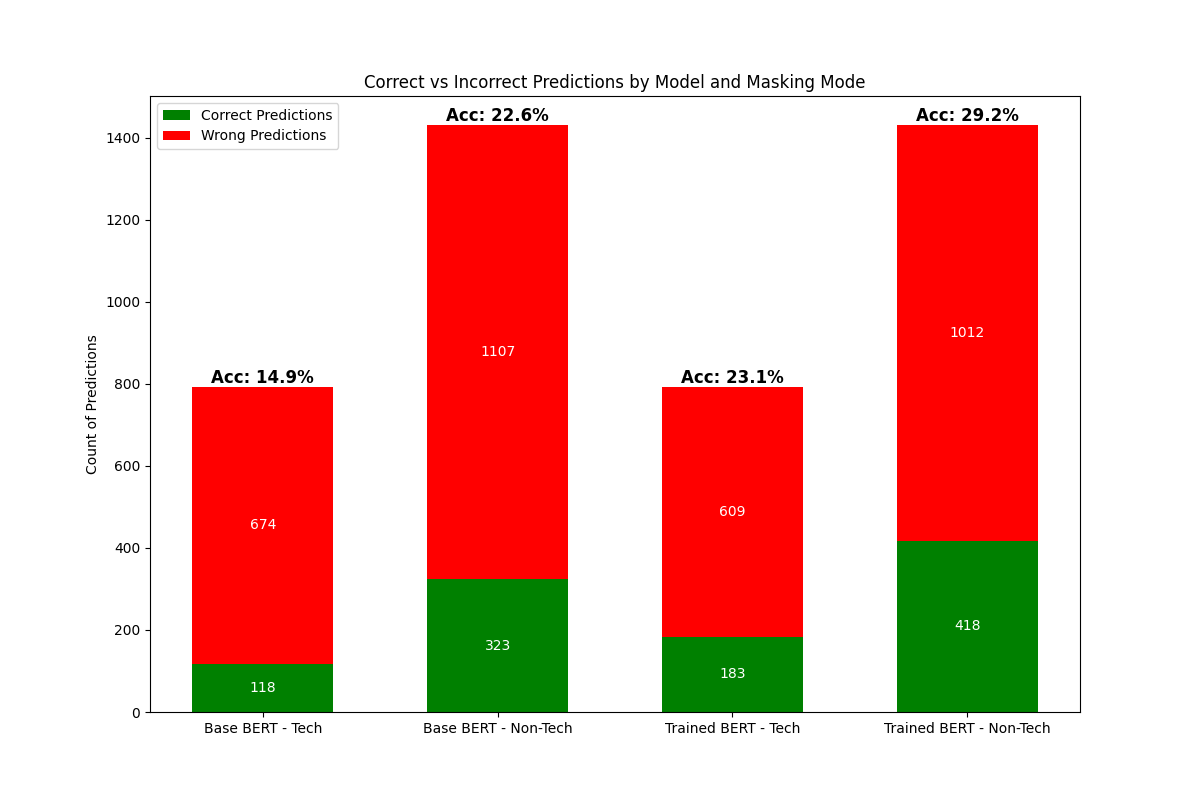 Correct vs Incorrect Predictions by Model and Masking Mode
Correct Predictions
Wrong Predictions
Acc: 22.6%
Acc: 29.2%
Acc: 14.9%
Acc: 23.1%
Count of Predictions
1400
1200
1000
800
600
400
200
0
674
1107
609
1012
118
323
183
418
Base BERT - Tech
Base BERT - Non-Tech
Trained BERT - Tech
Trained BERT - Non-Tech